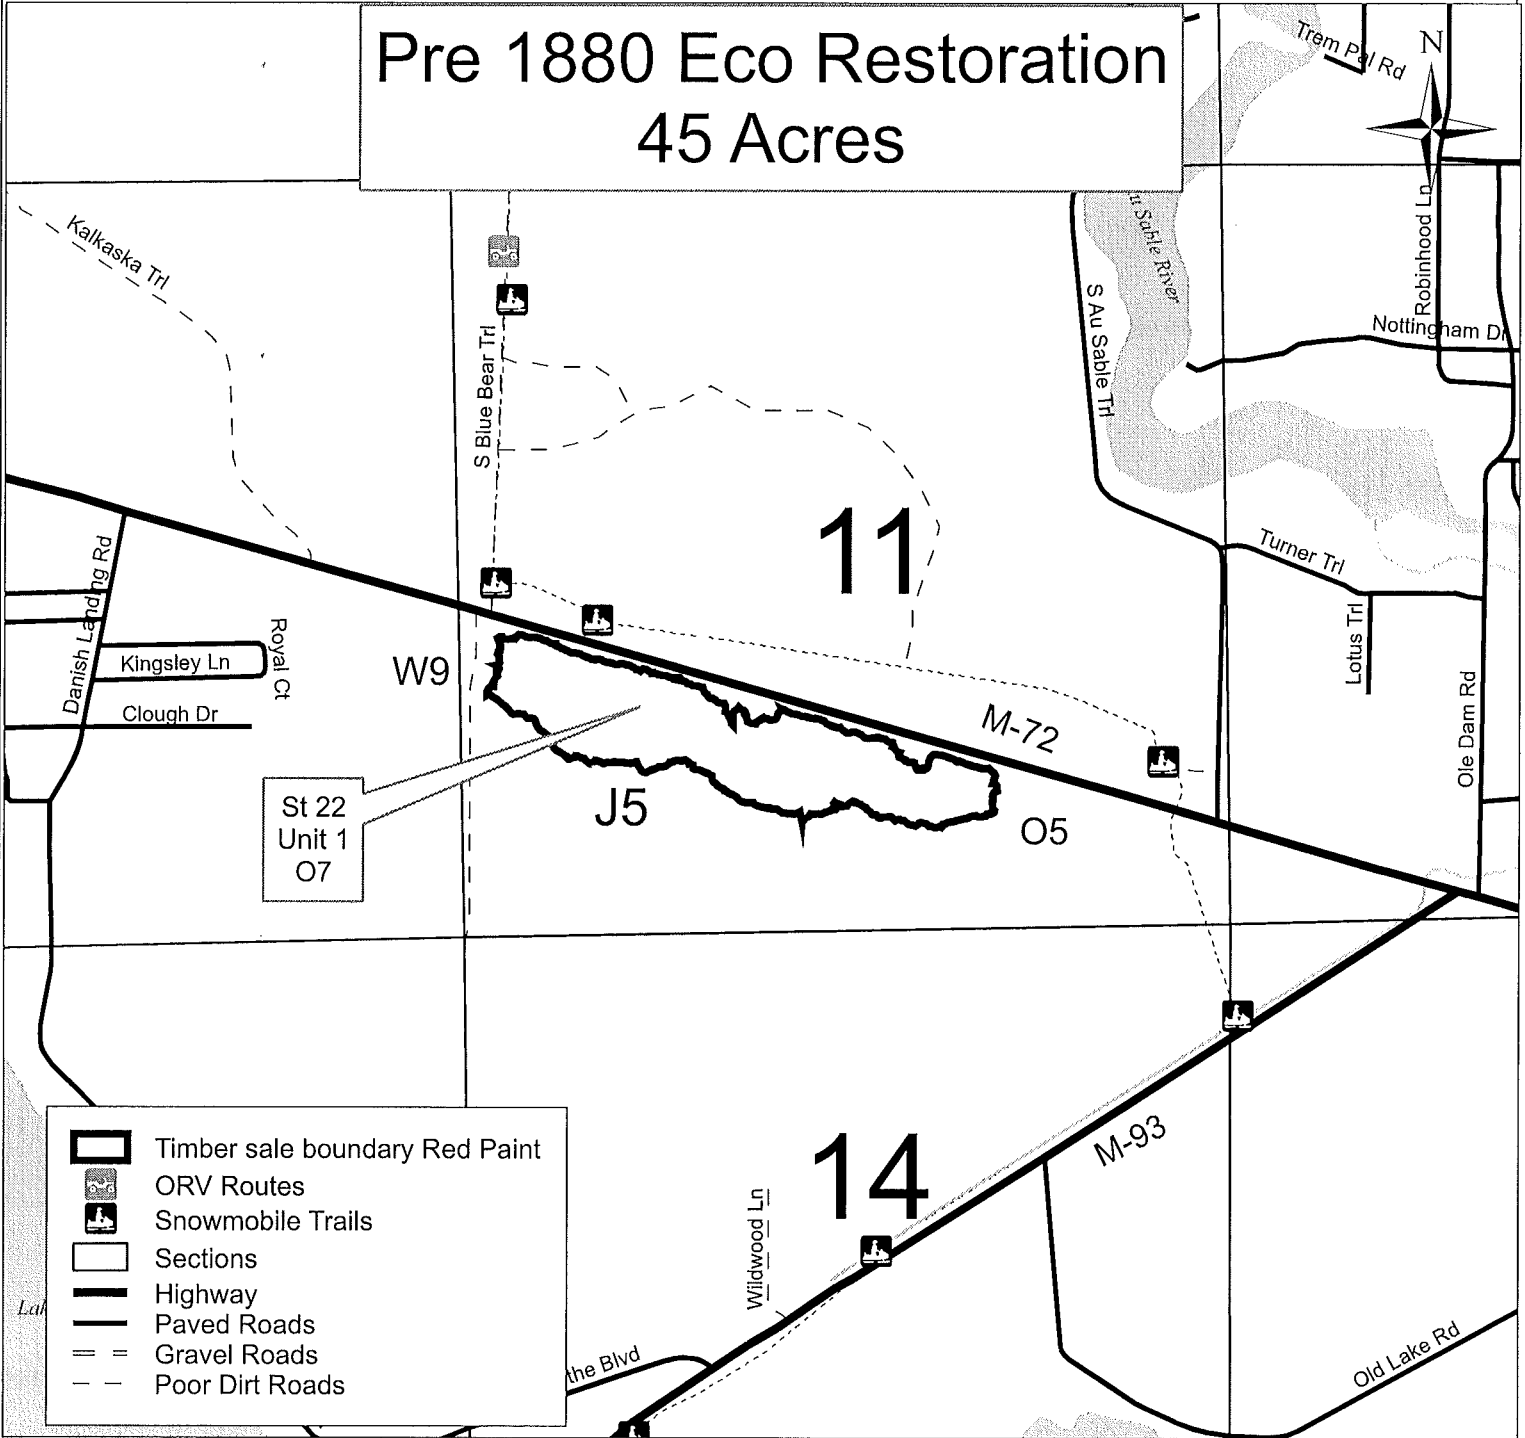 Pre 1880 Eco Restoration
45 Acres
N
Trem Pal Rd
Kalkaska Trl
S Blue Bear Trl
S Au Sable Trl
u Sable River
Robinhood Ln
Nottingham Dr
11
Turner Trl
Lotus Trl
Ole Dam Rd
Danish Landing Rd
Kingsley Ln
Royal Ct
Clough Dr
W9
M-72
St 22
Unit 1
O7
J5
O5
14
M-93
Wildwood Ln
the Blvd
Old Lake Rd
Lak
Timber sale boundary Red Paint
ORV Routes
Snowmobile Trails
Sections
Highway
Paved Roads
Gravel Roads
Poor Dirt Roads